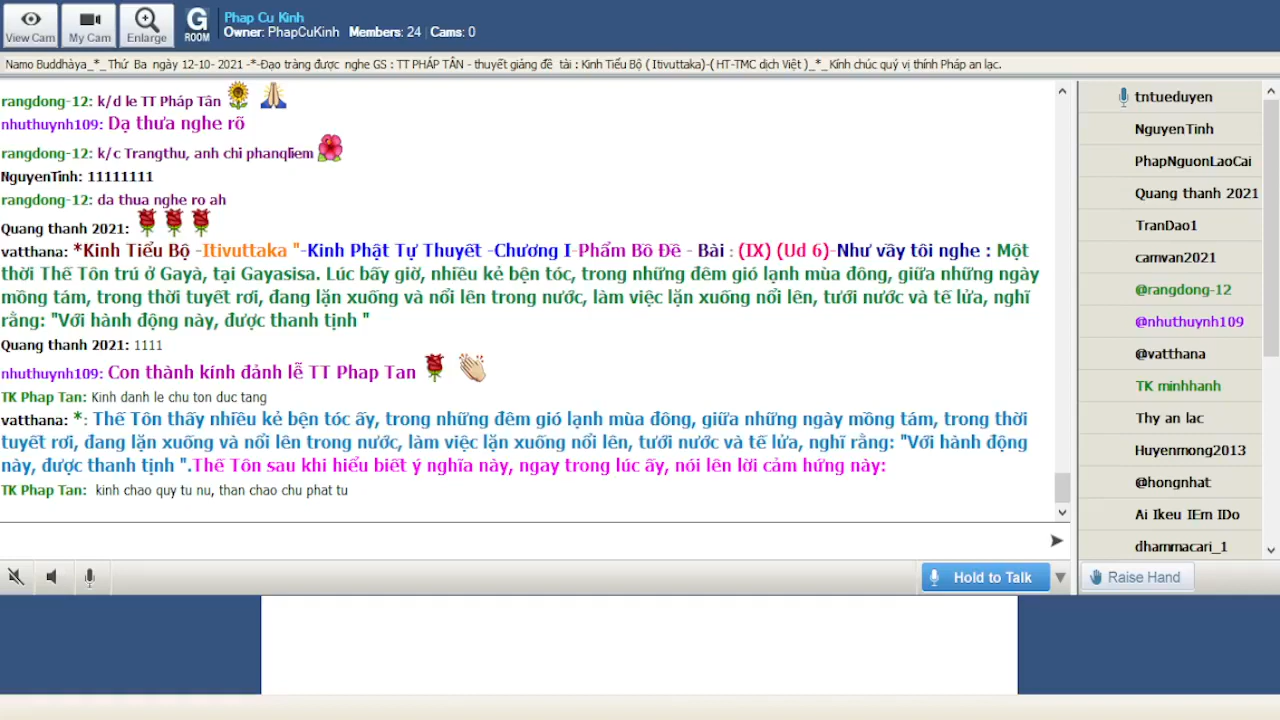 View Cam
My Cam
Enlarge
G
ROOM
Phap Cu Kinh
Owner: PhapCuKinh Members: 24 Cams: 0
Namo Buddhàya_*_Thứ Ba ngày 12-10- 2021 -*-Đạo tràng được nghe GS : TT PHÁP TÂN - thuyết giảng đề tài : Kinh Tiểu Bộ ( Itivuttaka)-( HT-TMC dịch Việt )_*_ Kính chúc quý vị thính Pháp an lạc.
rangdong-12: k/d le TT Pháp Tân
nhuthuynh109: Dạ thưa nghe rõ
rangdong-12: k/c Trangthu, anh chi phanqliem
NguyenTinh: 11111111
rangdong-12: da thua nghe ro ah
Quang thanh 2021:
vatthana: *Kinh Tiểu Bộ -Itivuttaka "-Kinh Phật Tự Thuyết -Chương I-Phẩm Bồ Đề - Bài : (IX) (Ud 6)-Như vầy tôi nghe : Một
thời Thế Tôn trú ở Gayà, tại Gayasisa. Lúc bấy giờ, nhiều kẻ bện tóc, trong những đêm gió lạnh mùa đông, giữa những ngày
mồng tám, trong thời tuyết rơi, đang lặn xuống và nổi lên trong nước, làm việc lặn xuống nổi lên, tưới nước và tế lửa, nghĩ
rằng: "Với hành động này, được thanh tịnh "
Quang thanh 2021: 1111
nhuthuynh109: Con thành kính đảnh lễ TT Phap Tan
TK Phap Tan: Kinh danh le chu ton duc tang
vatthana: *: Thế Tôn thấy nhiều kẻ bện tóc ấy, trong những đêm gió lạnh mùa đông, giữa những ngày mồng tám, trong thời
tuyết rơi, đang lặn xuống và nổi lên trong nước, làm việc lặn xuống nổi lên, tưới nước và tế lửa, nghĩ rằng: "Với hành động
này, được thanh tịnh ".Thế Tôn sau khi hiểu biết ý nghĩa này, ngay trong lúc ấy, nói lên lời cảm hứng này:
TK Phap Tan: kinh chao quy tu nu, than chao chu phat tu
Hold to Talk
tntueduyen
NguyenTinh
PhapNguonLaoCai
Quang thanh 2021
TranDao1
camvan2021
@rangdong-12
@nhuthuynh109
@vatthana
TK minhhanh
Thy an lac
Huyenmong2013
@hongnhat
Ai Ikeu IEm IDo
dhammacari_1
Raise Hand